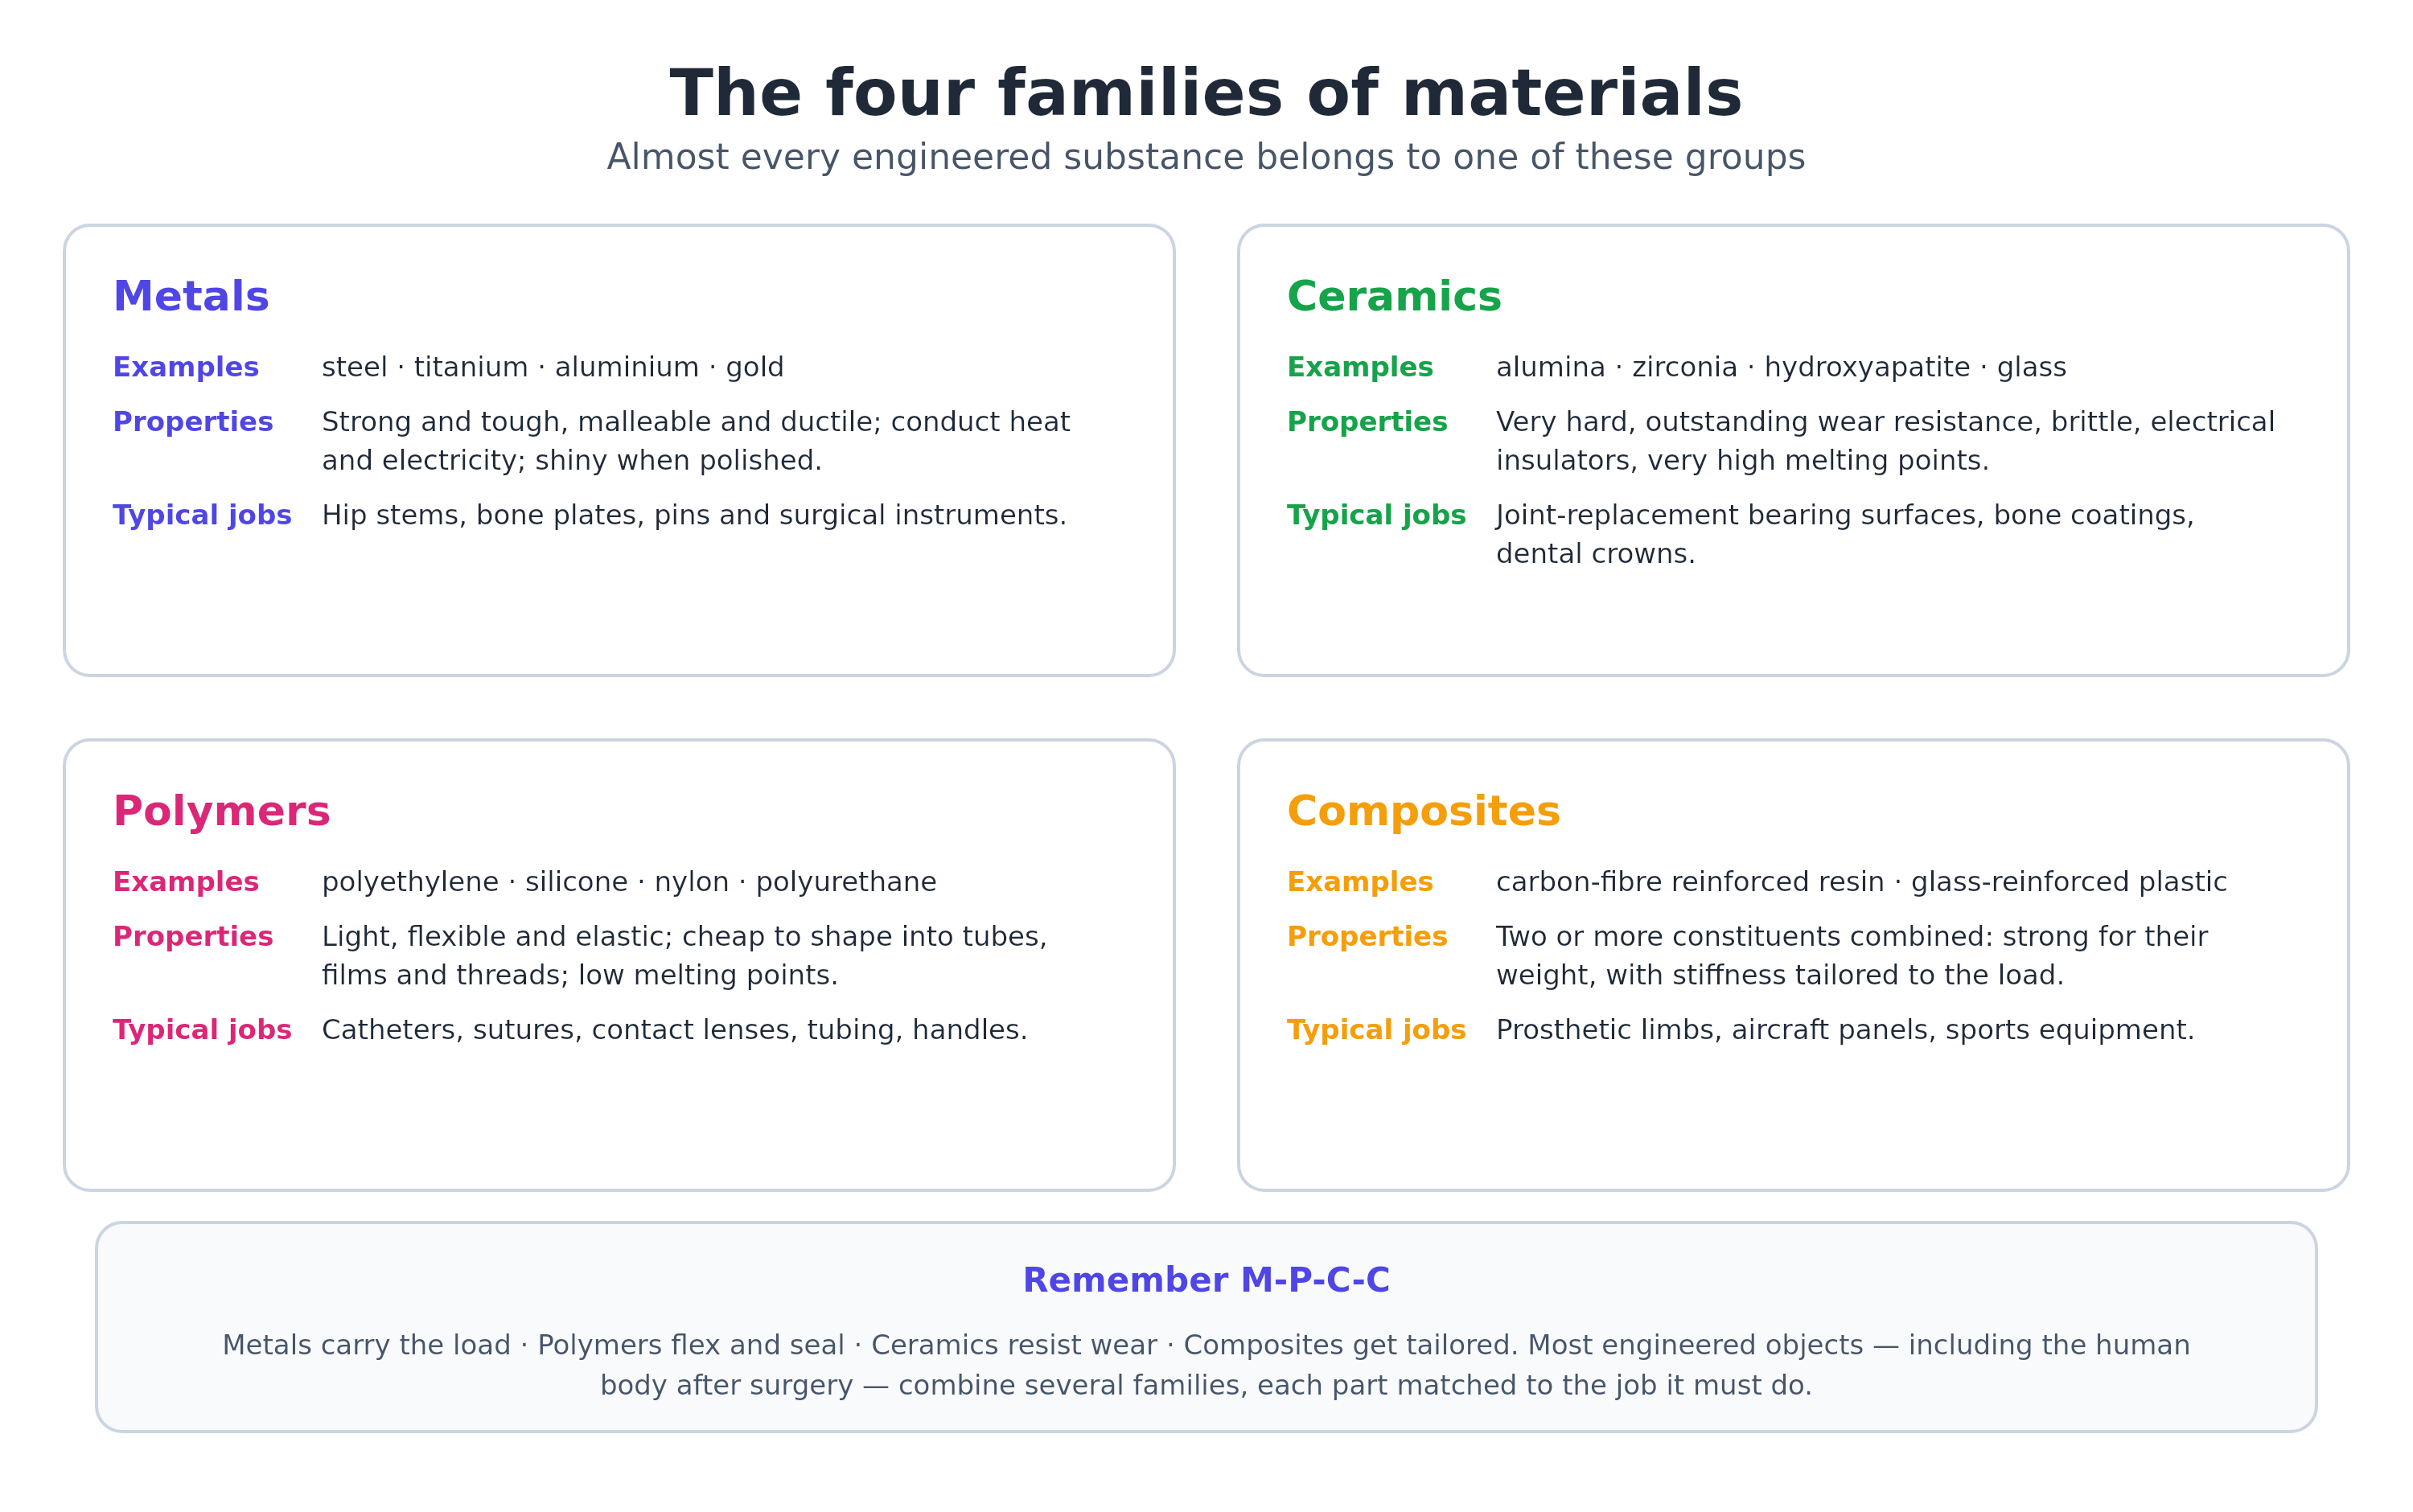 The four families of materials
Almost every engineered substance belongs to one of these groups
Metals
Examples steel · titanium · aluminium · gold
Properties Strong and tough, malleable and ductile; conduct heat
and electricity; shiny when polished.
Typical jobs Hip stems, bone plates, pins and surgical instruments.
Ceramics
Examples alumina · zirconia · hydroxyapatite · glass
Properties Very hard, outstanding wear resistance, brittle, electrical
insulators, very high melting points.
Typical jobs Joint-replacement bearing surfaces, bone coatings,
dental crowns.
Polymers
Examples polyethylene · silicone · nylon · polyurethane
Properties Light, flexible and elastic; cheap to shape into tubes,
films and threads; low melting points.
Typical jobs Catheters, sutures, contact lenses, tubing, handles.
Composites
Examples carbon-fibre reinforced resin · glass-reinforced plastic
Properties Two or more constituents combined: strong for their
weight, with stiffness tailored to the load.
Typical jobs Prosthetic limbs, aircraft panels, sports equipment.
Remember M-P-C-C
Metals carry the load · Polymers flex and seal · Ceramics resist wear · Composites get tailored. Most engineered objects — including the human
body after surgery — combine several families, each part matched to the job it must do.